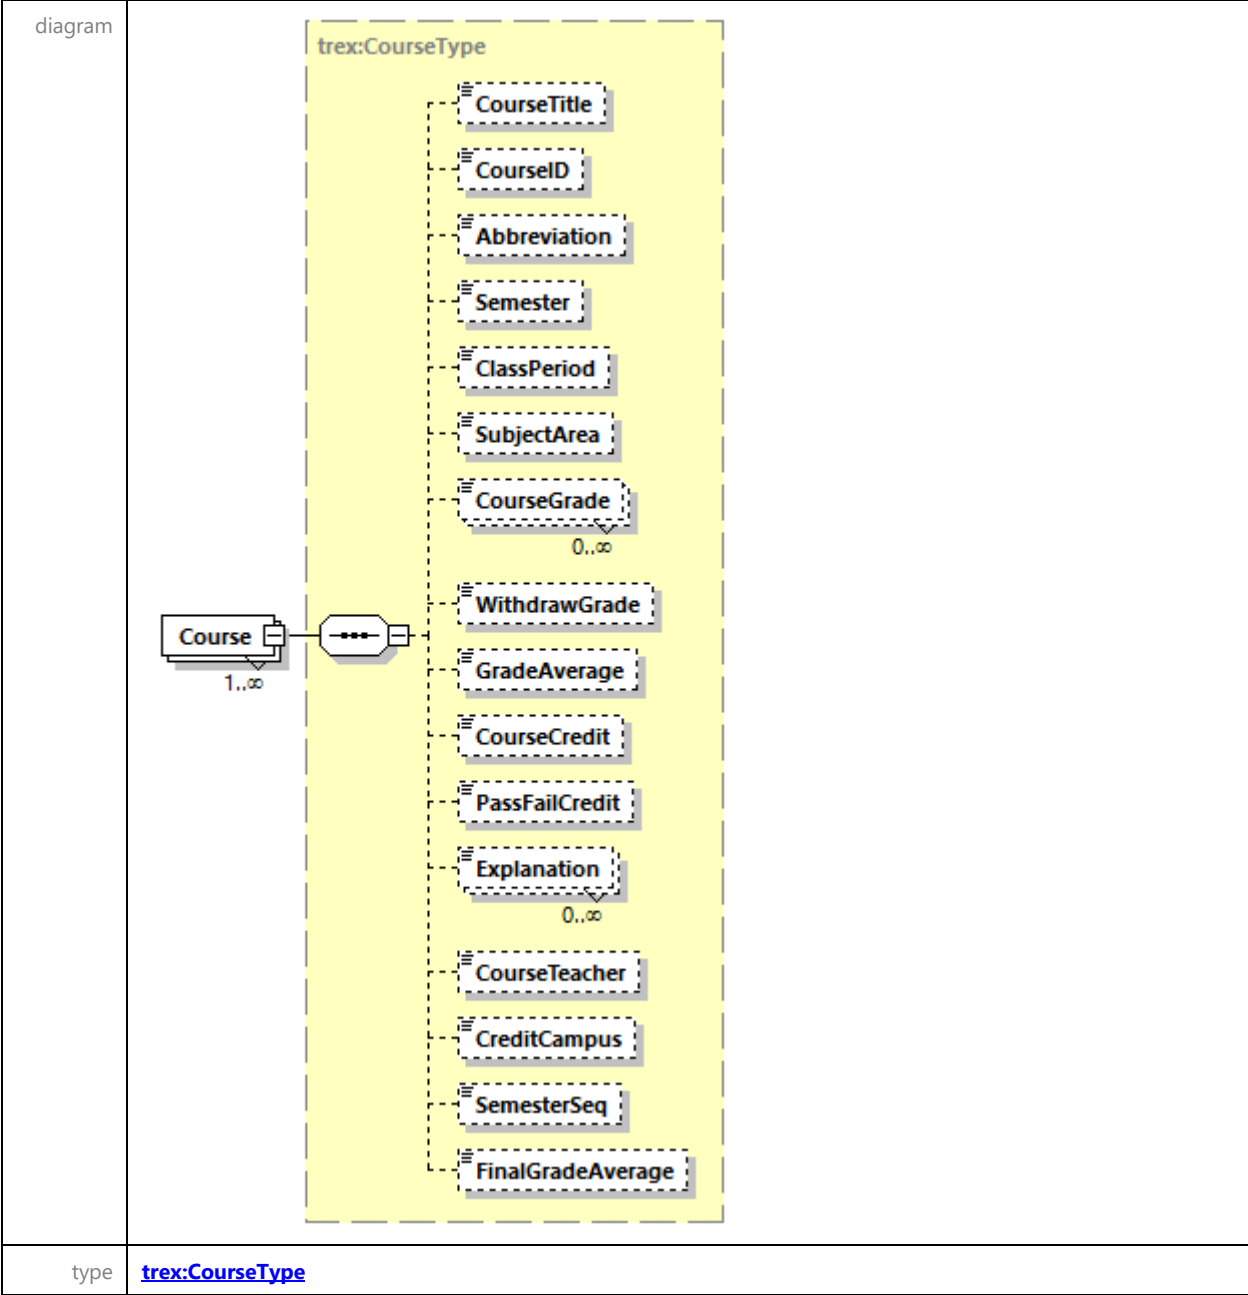 diagram
trex:CourseType
CourseTitle
CourseID
Abbreviation
Semester
ClassPeriod
SubjectArea
CourseGrade
0..∞
WithdrawGrade
Course
1..∞
GradeAverage
CourseCredit
PassFailCredit
Explanation
0..∞
CourseTeacher
CreditCampus
SemesterSeq
FinalGradeAverage
type trex:CourseType